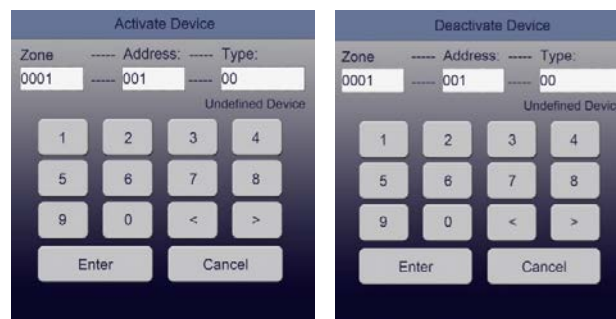 Activate Device
Zone ----- Address: ----- Type:
0001 ----- 001 ----- 00
Undefined Device
1 2 3 4
5 6 7 8
9 0 < >
Enter Cancel
Deactivate Device
Zone ----- Address: ----- Type:
0001 ----- 001 ----- 00
Undefined Devic
1 2 3 4
5 6 7 8
9 0 < >
Enter Cancel